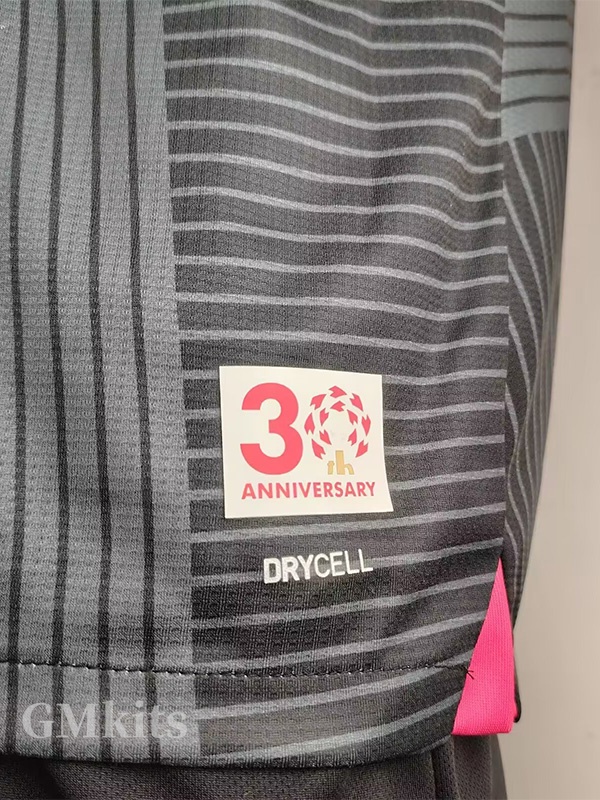 30
th
ANNIVERSARY
DRYCELL
GMkits